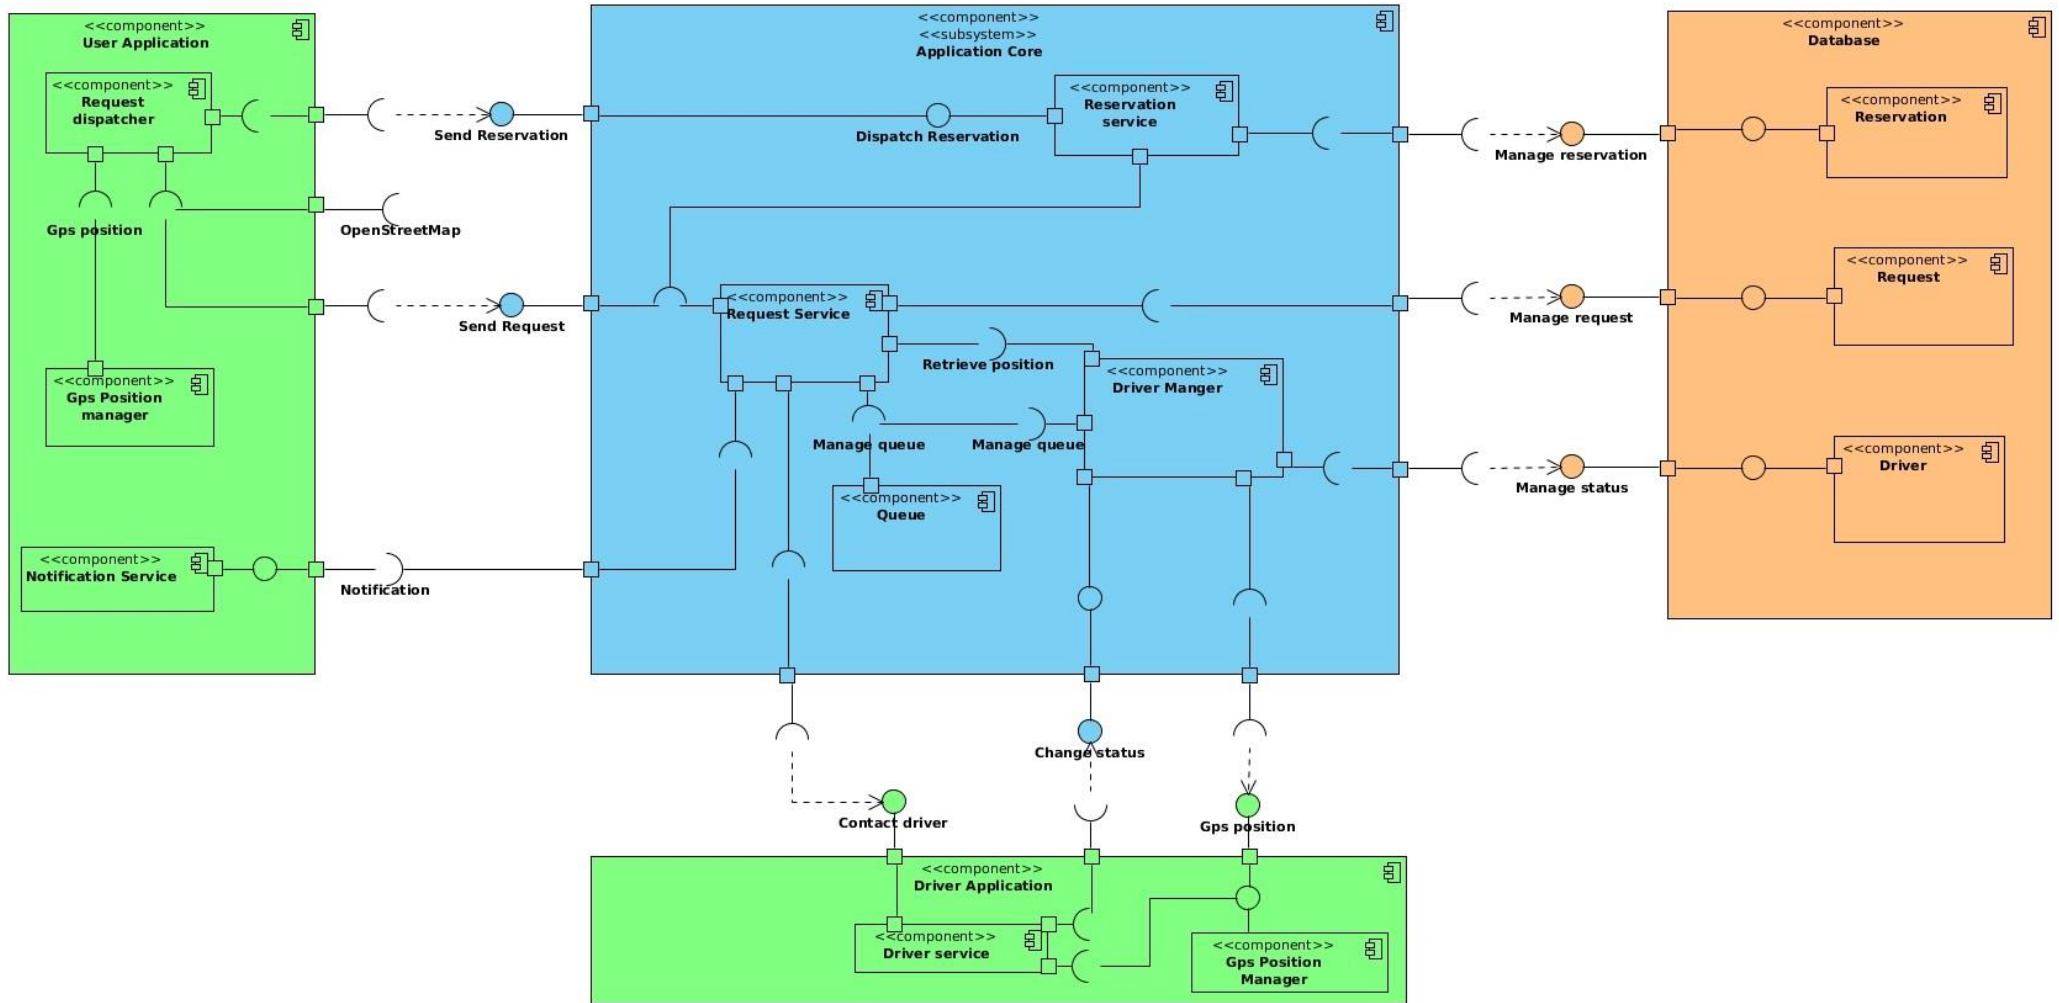 <<component>>
User Application
<<component>>
Request
dispatcher
Gps position
OpenStreetMap
<<component>>
Gps Position
manager
<<component>>
Notification Service
Send Reservation
Send Request
Notification
<<component>>
<<subsystem>>
Application Core
<<component>>
Reservation
service
Dispatch Reservation
<<component>>
Request Service
Retrieve position
<<component>>
Driver Manger
Manage queue
Manage queue
<<component>>
Queue
Manage reservation
Manage request
Manage status
<<component>>
Database
<<component>>
Reservation
<<component>>
Request
<<component>>
Driver
Change status
Contact driver
Gps position
<<component>>
Driver Application
<<component>>
Driver service
<<component>>
Gps Position
Manager